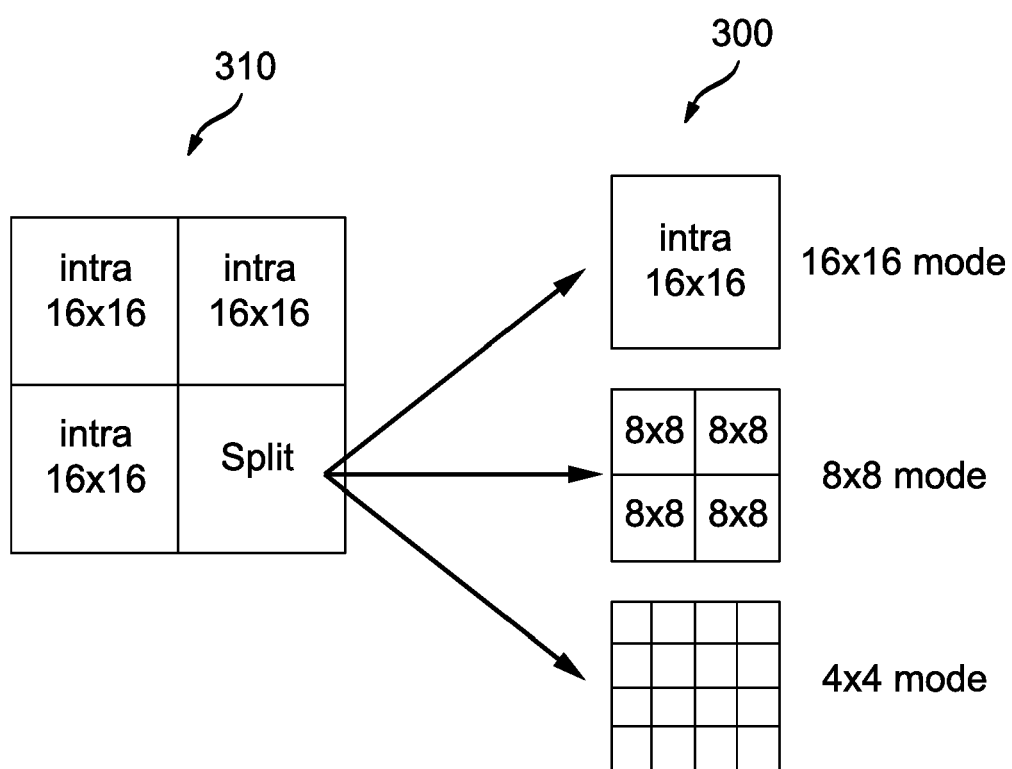 310
300
intra
16x16
intra
16x16
intra
16x16
Split
intra
16x16
16x16 mode
8x8
8x8
8x8
8x8
8x8 mode
4x4 mode